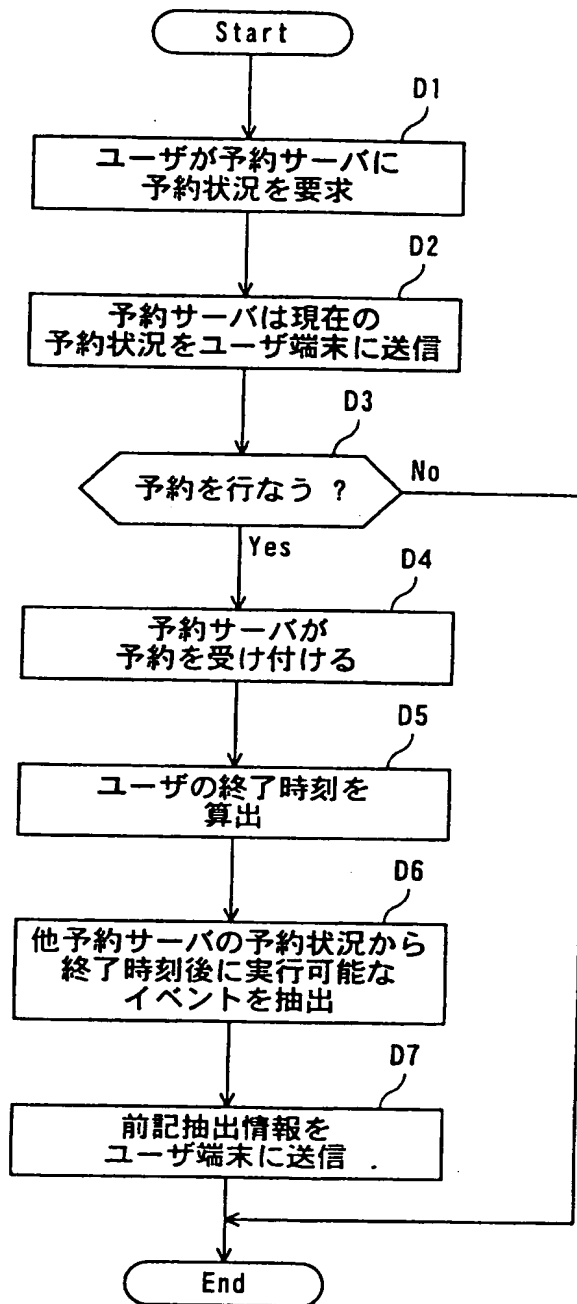 Start
D1
ユーザが予約サーバに
予約状況を要求
D2
予約サーバは現在の
予約状況をユーザ端末に送信
D3
予約を行なう ?
No
Yes
D4
予約サーバが
予約を受け付ける
D5
ユーザの終了時刻を
算出
D6
他予約サーバの予約状況から
終了時刻後に実行可能な
イベントを抽出
D7
前記抽出情報を
ユーザ端末に送信
End